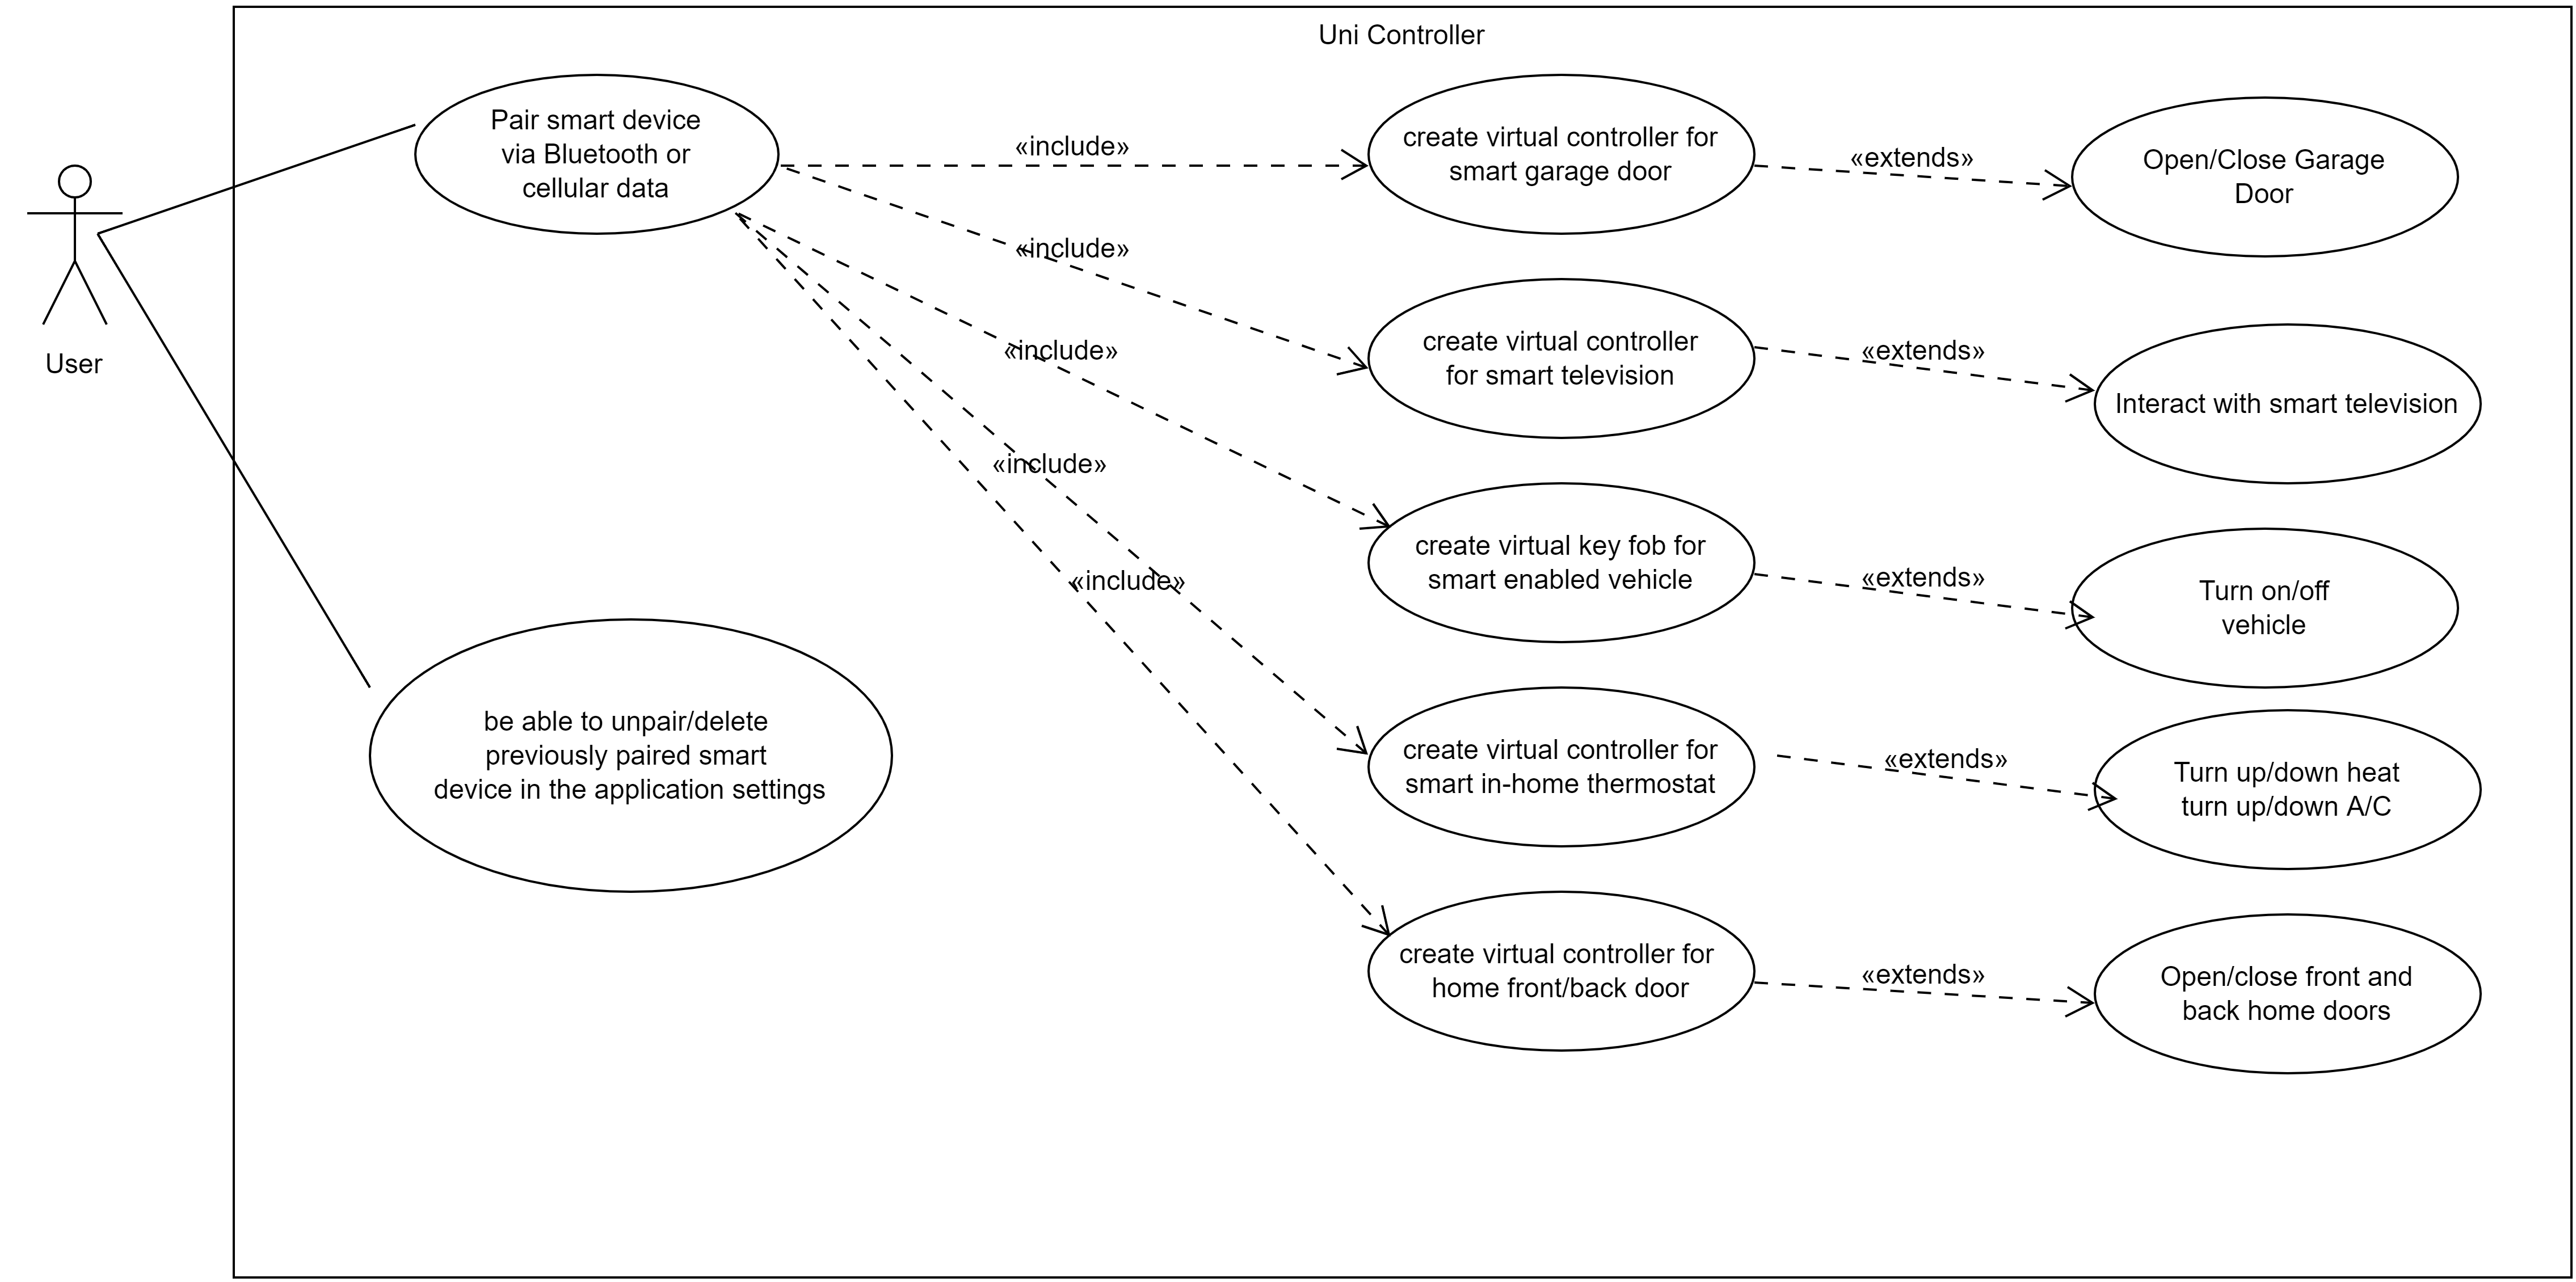 Uni Controller
User
Pair smart device
via Bluetooth or
cellular data
«include»
create virtual controller for
smart garage door
«extends»
Open/Close Garage
Door
«include»
create virtual controller
for smart television
«extends»
Interact with smart television
«include»
create virtual key fob for
smart enabled vehicle
«extends»
Turn on/off
vehicle
«include»
create virtual controller for
smart in-home thermostat
«extends»
Turn up/down heat
turn up/down A/C
«include»
create virtual controller for
home front/back door
«extends»
Open/close front and
back home doors
be able to unpair/delete
previously paired smart
device in the application settings